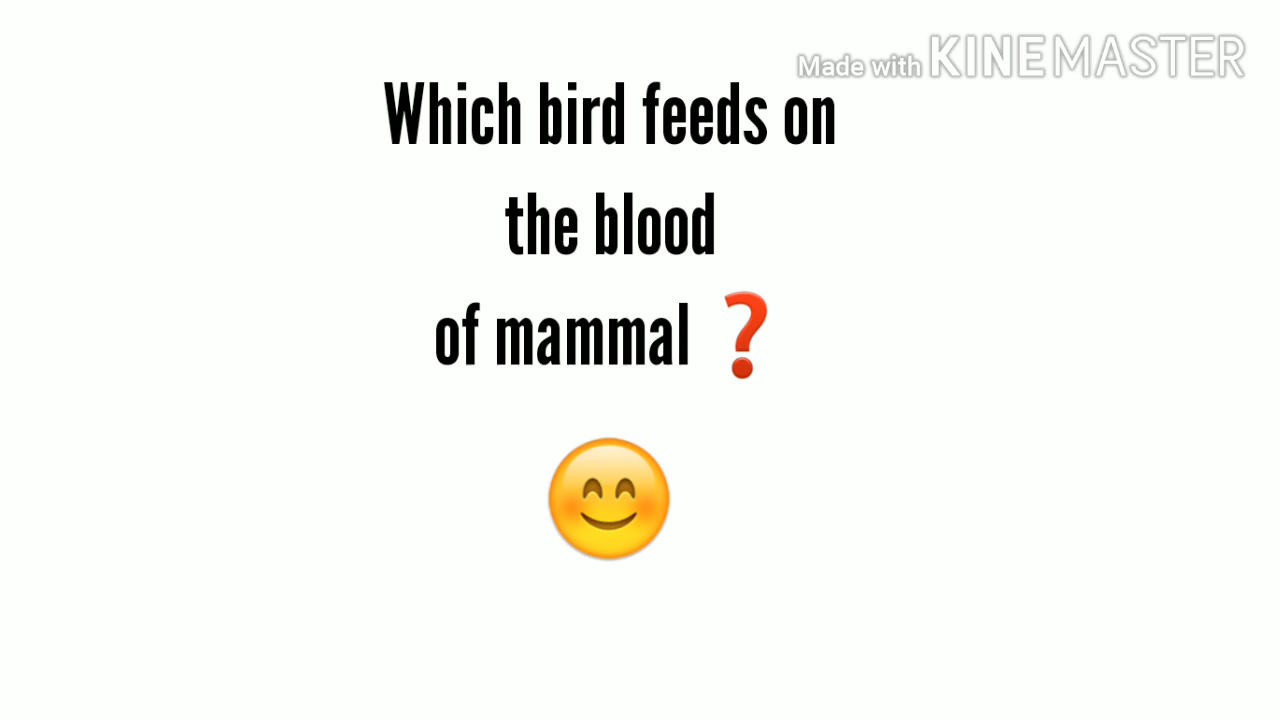 Made with KINEMASTER
Which bird feeds on
the blood
of mammal ❓